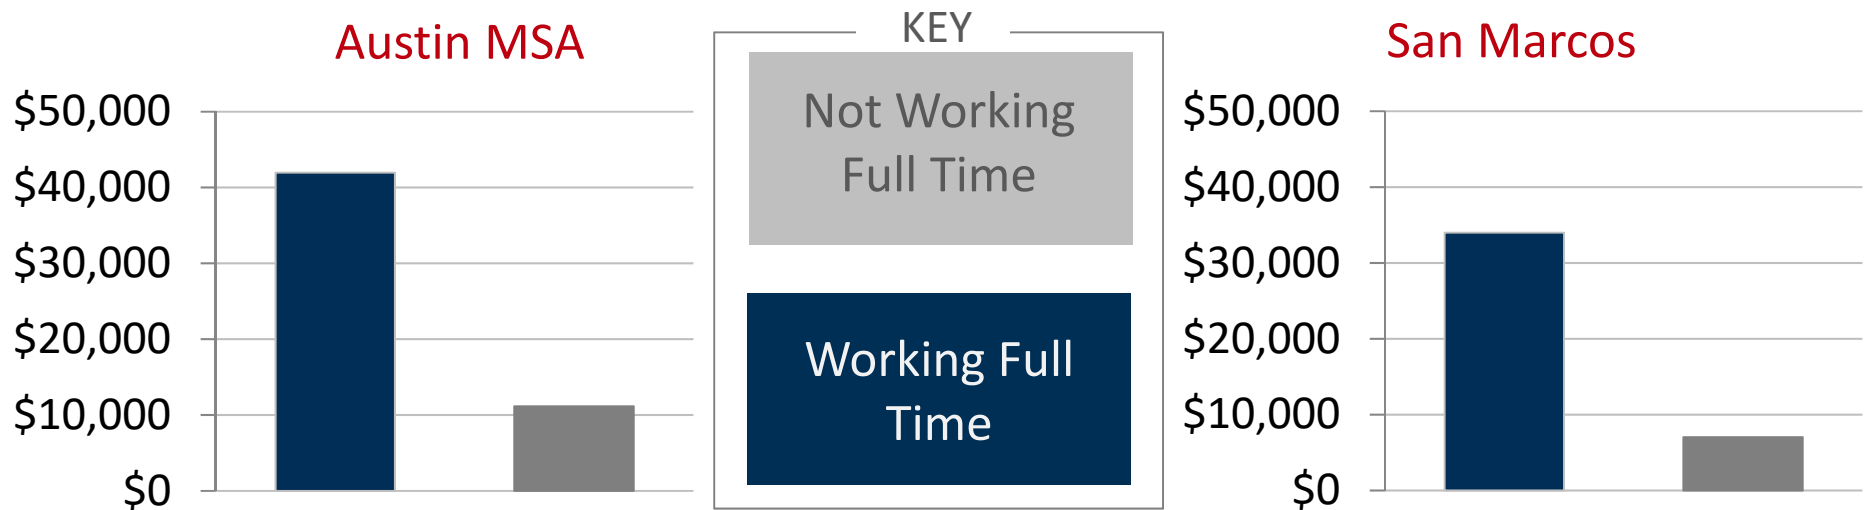 Austin MSA
$50,000
$40,000
$30,000
$20,000
$10,000
$0
KEY
Not Working
Full Time
Working Full
Time
San Marcos
$50,000
$40,000
$30,000
$20,000
$10,000
$0